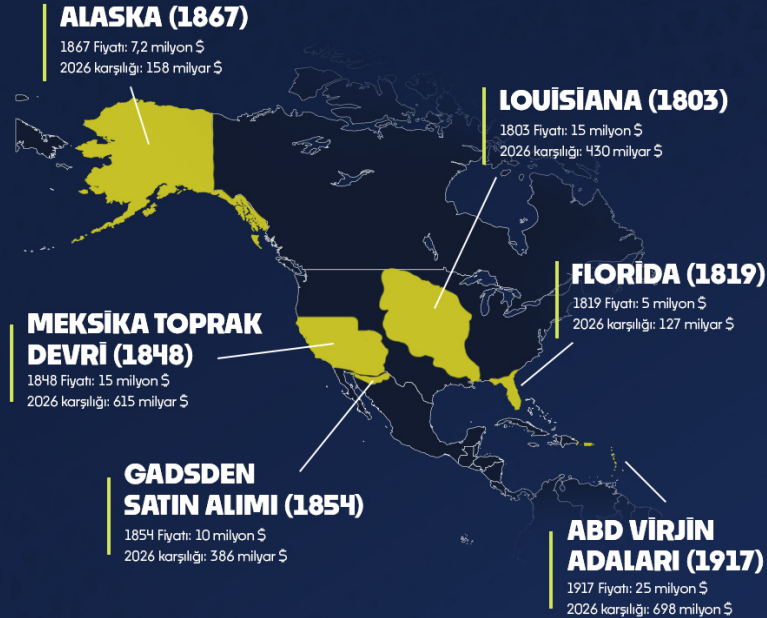 ALASKA (1867)
1867 Fiyatı: 7,2 milyon $
2026 karşılığı: 158 milyar $
LOUİSİANA (1803)
1803 Fiyatı: 15 milyon $
2026 karşılığı: 430 milyar $
FLORİDA (1819)
1819 Fiyatı: 5 milyon $
2026 karşılığı: 127 milyar $
MEKSİKA TOPRAK
DEVRİ (1848)
1848 Fiyatı: 15 milyon $
2026 karşılığı: 615 milyar $
GADSDEN
SATIN ALIMI (1854)
1854 Fiyatı: 10 milyon $
2026 karşılığı: 386 milyar $
ABD VİRJİN
ADALARI (1917)
1917 Fiyatı: 25 milyon $
2026 karşılığı: 698 milyon $